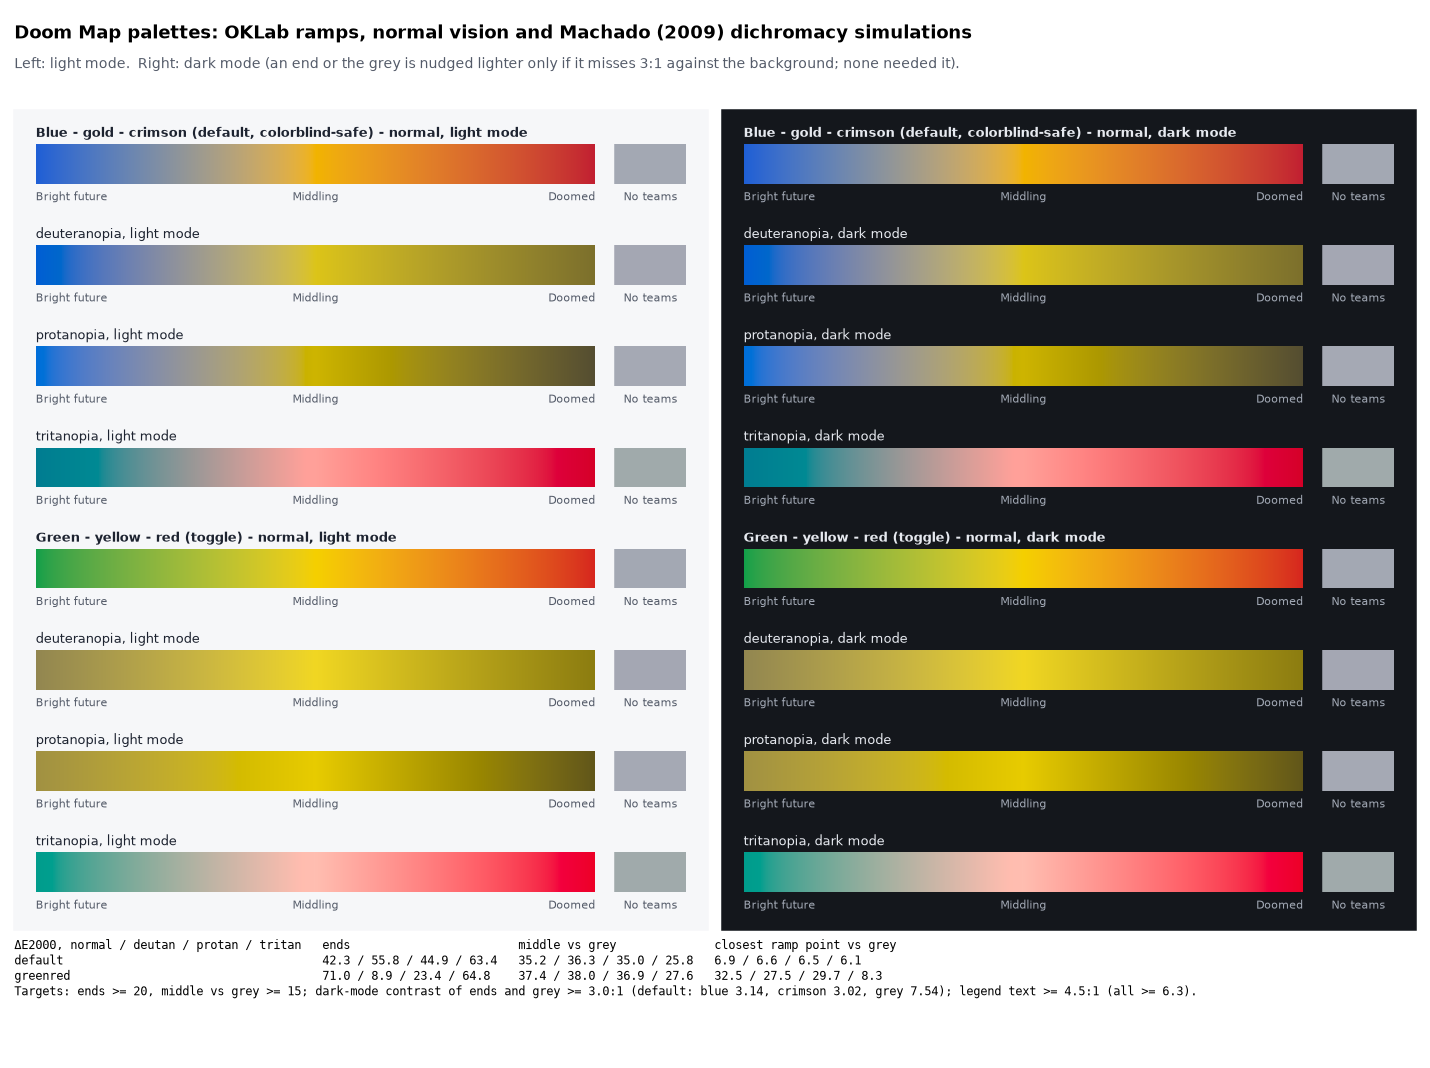 Doom Map palettes: OKLab ramps, normal vision and Machado (2009) dichromacy simulations
Left: light mode.  Right: dark mode (an end or the grey is nudged lighter only if it misses 3:1 against the background; none needed it).
Blue - gold - crimson (default, colorblind-safe) - normal, light mode
Bright future Middling Doomed No teams
deuteranopia, light mode
Bright future Middling Doomed No teams
protanopia, light mode
Bright future Middling Doomed No teams
tritanopia, light mode
Bright future Middling Doomed No teams
Green - yellow - red (toggle) - normal, light mode
Bright future Middling Doomed No teams
deuteranopia, light mode
Bright future Middling Doomed No teams
protanopia, light mode
Bright future Middling Doomed No teams
tritanopia, light mode
Bright future Middling Doomed No teams
Blue - gold - crimson (default, colorblind-safe) - normal, dark mode
Bright future Middling Doomed No teams
deuteranopia, dark mode
Bright future Middling Doomed No teams
protanopia, dark mode
Bright future Middling Doomed No teams
tritanopia, dark mode
Bright future Middling Doomed No teams
Green - yellow - red (toggle) - normal, dark mode
Bright future Middling Doomed No teams
deuteranopia, dark mode
Bright future Middling Doomed No teams
protanopia, dark mode
Bright future Middling Doomed No teams
tritanopia, dark mode
Bright future Middling Doomed No teams
ΔE2000, normal / deutan / protan / tritan   ends   middle vs grey   closest ramp point vs grey
default   42.3 / 55.8 / 44.9 / 63.4   35.2 / 36.3 / 35.0 / 25.8   6.9 / 6.6 / 6.5 / 6.1
greenred   71.0 / 8.9 / 23.4 / 64.8   37.4 / 38.0 / 36.9 / 27.6   32.5 / 27.5 / 29.7 / 8.3
Targets: ends >= 20, middle vs grey >= 15; dark-mode contrast of ends and grey >= 3.0:1 (default: blue 3.14, crimson 3.02, grey 7.54); legend text >= 4.5:1 (all >= 6.3).